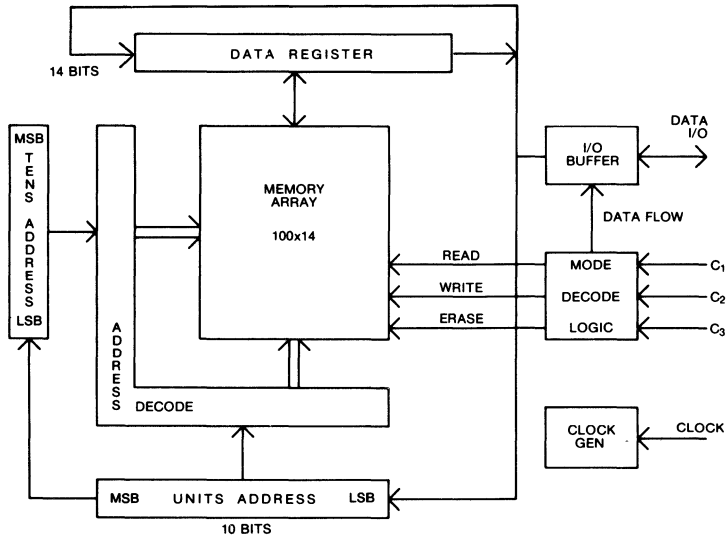 DATA REGISTER
14 BITS
MSB
TENS ADDRESS
LSB
MEMORY
ARRAY
100x14
ADDRESS
DECODE
I/O
BUFFER
DATA
I/O
DATA FLOW
READ
WRITE
ERASE
MODE
DECODE
LOGIC
C1
C2
C3
CLOCK
GEN
CLOCK
MSB UNITS ADDRESS LSB
10 BITS